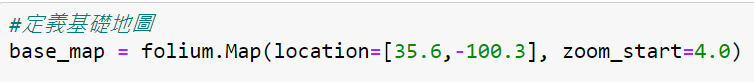 #定義基礎地圖
base_map = folium.Map(location=[35.6,-100.3], zoom_start=4.0)